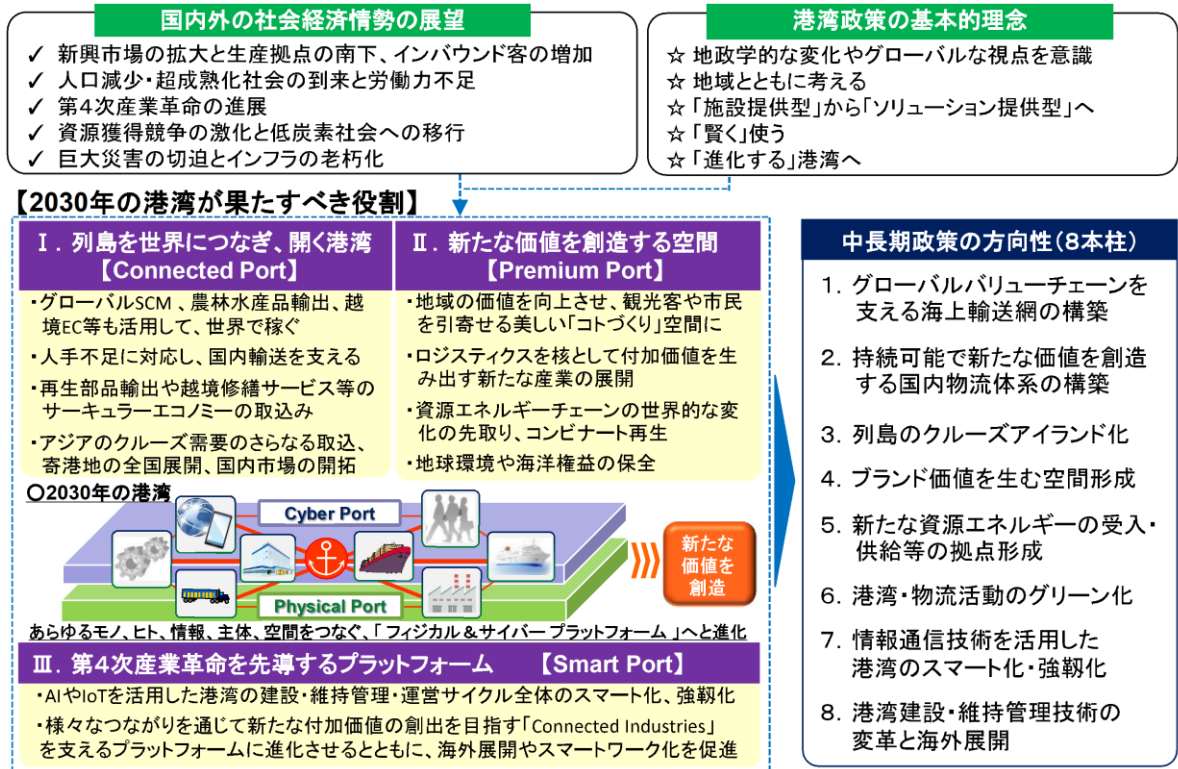 国内外の社会経済情勢の展望
✓ 新興市場の拡大と生産拠点の南下、インバウンド客の増加
✓ 人口減少・超成熟化社会の到来と労働力不足
✓ 第4次産業革命の進展
✓ 資源獲得競争の激化と低炭素社会への移行
✓ 巨大災害の切迫とインフラの老朽化
港湾政策の基本的理念
☆ 地政学的な変化やグローバルな視点を意識
☆ 地域とともに考える
☆ 「施設提供型」から「ソリューション提供型」へ
☆ 「賢く」使う
☆ 「進化する」港湾へ
【2030年の港湾が果たすべき役割】
Ⅰ．列島を世界につなぎ、開く港湾
【Connected Port】
・グローバルSCM 、農林水産品輸出、越
境EC等も活用して、世界で稼ぐ
・人手不足に対応し、国内輸送を支える
・再生部品輸出や越境修繕サービス等の
サーキュラーエコノミーの取込み
・アジアのクルーズ需要のさらなる取込、
寄港地の全国展開、国内市場の開拓
Ⅱ．新たな価値を創造する空間
【Premium Port】
・地域の価値を向上させ、観光客や市民
を引寄せる美しい「コトづくり」空間に
・ロジスティクスを核として付加価値を生
み出す新たな産業の展開
・資源エネルギーチェーンの世界的な変
化の先取り、コンビナート再生
・地球環境や海洋権益の保全
〇2030年の港湾
Cyber Port
Physical Port
新たな
価値を
創造
あらゆるモノ、ヒト、情報、主体、空間をつなぐ、「 フィジカル＆サイバー プラットフォーム 」へと進化
Ⅲ．第4次産業革命を先導するプラットフォーム 【Smart Port】
・AIやIoTを活用した港湾の建設・維持管理・運営サイクル全体のスマート化、強靱化
・様々なつながりを通じて新たな付加価値の創出を目指す「Connected Industries」
を支えるプラットフォームに進化させるとともに、海外展開やスマートワーク化を促進
中長期政策の方向性（8本柱）
1．グローバルバリューチェーンを
支える海上輸送網の構築
2．持続可能で新たな価値を創造
する国内物流体系の構築
3．列島のクルーズアイランド化
4．ブランド価値を生む空間形成
5．新たな資源エネルギーの受入・
供給等の拠点形成
6．港湾・物流活動のグリーン化
7．情報通信技術を活用した
港湾のスマート化・強靱化
8．港湾建設・維持管理技術の
変革と海外展開